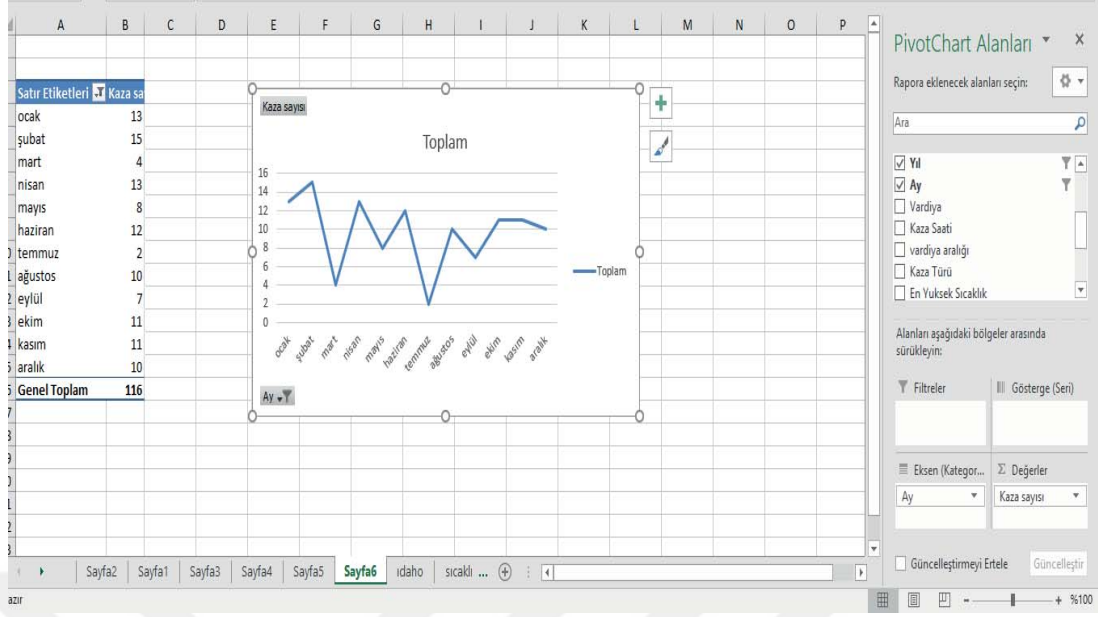 A B C D E F G H I J K L M N O P
Satır Etiketleri Kaza sa
ocak 13
şubat 15
mart 4
nisan 13
mayıs 8
haziran 12
temmuz 2
ağustos 10
eylül 7
ekim 11
kasım 11
aralık 10
Genel Toplam 116
Kaza sayısı
Toplam
16
14
12
10
8
6
4
2
0
ocak şubat mart nisan mayıs haziran temmuz ağustos eylül ekim kasım aralık
Toplam
Ay
PivotChart Alanları
Rapora eklenecek alanları seçin:
Ara
Yıl
Ay
Vardiya
Kaza Saati
vardiya aralığı
Kaza Türü
En Yuksek Sıcaklık
Alanları aşağıdaki bölgeler arasında
sürükleyin:
Filtreler
Gösterge (Seri)
Eksen (Kategor...
Σ Değerler
Ay
Kaza sayısı
Güncelleştirmeyi Ertele
Güncelleştir
Sayfa2 Sayfa1 Sayfa3 Sayfa4 Sayfa5 Sayfa6 ıdaho sıcaklı ...
azır
%100